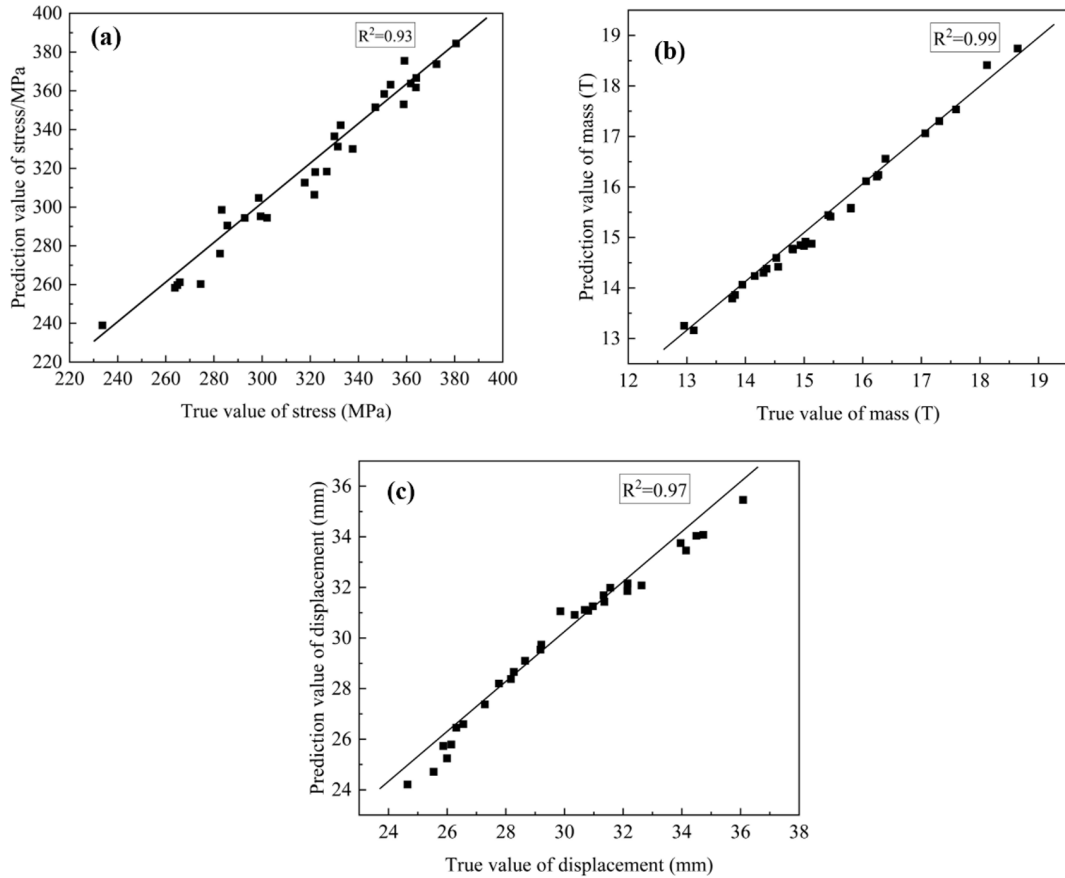 (a)
R²=0.93
400
380
360
340
320
300
280
260
240
220
Prediction value of stress/MPa
220 240 260 280 300 320 340 360 380 400
True value of stress (MPa)
(b)
R²=0.99
19
18
17
16
15
14
13
Prediction value of mass (T)
12 13 14 15 16 17 18 19
True value of mass (T)
(c)
R²=0.97
36
34
32
30
28
26
24
Prediction value of displacement (mm)
24 26 28 30 32 34 36 38
True value of displacement (mm)